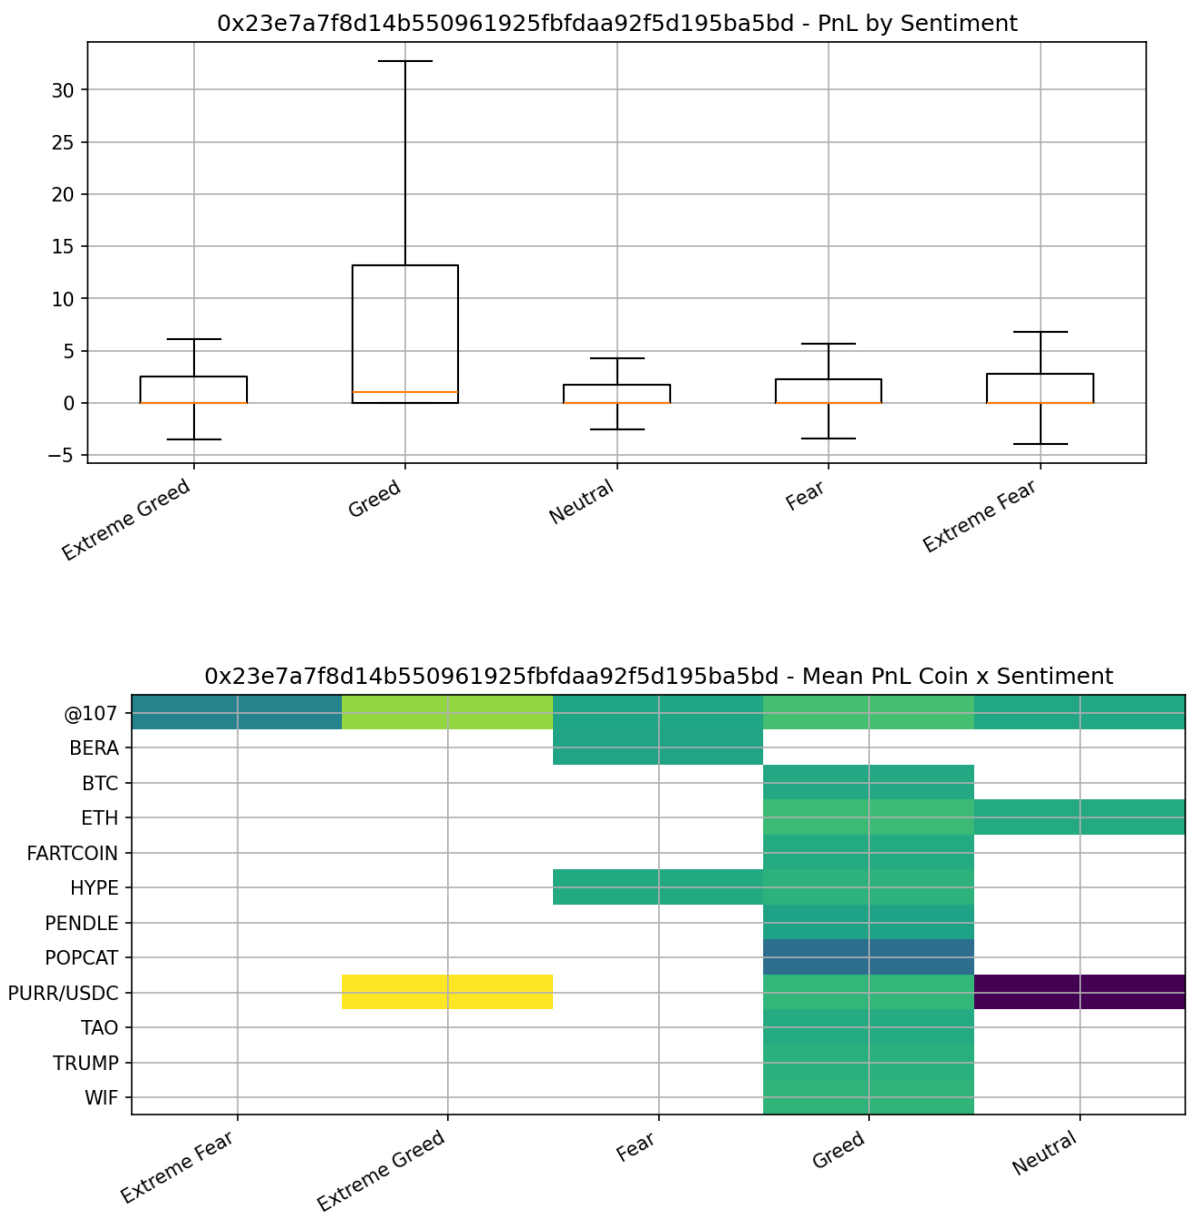 0x23e7a7f8d14b550961925fbfdaa92f5d195ba5bd - PnL by Sentiment
30
25
20
15
10
5
0
−5
Extreme Greed
Greed
Neutral
Fear
Extreme Fear
0x23e7a7f8d14b550961925fbfdaa92f5d195ba5bd - Mean PnL Coin x Sentiment
@107
BERA
BTC
ETH
FARTCOIN
HYPE
PENDLE
POPCAT
PURR/USDC
TAO
TRUMP
WIF
Extreme Fear
Extreme Greed
Fear
Greed
Neutral